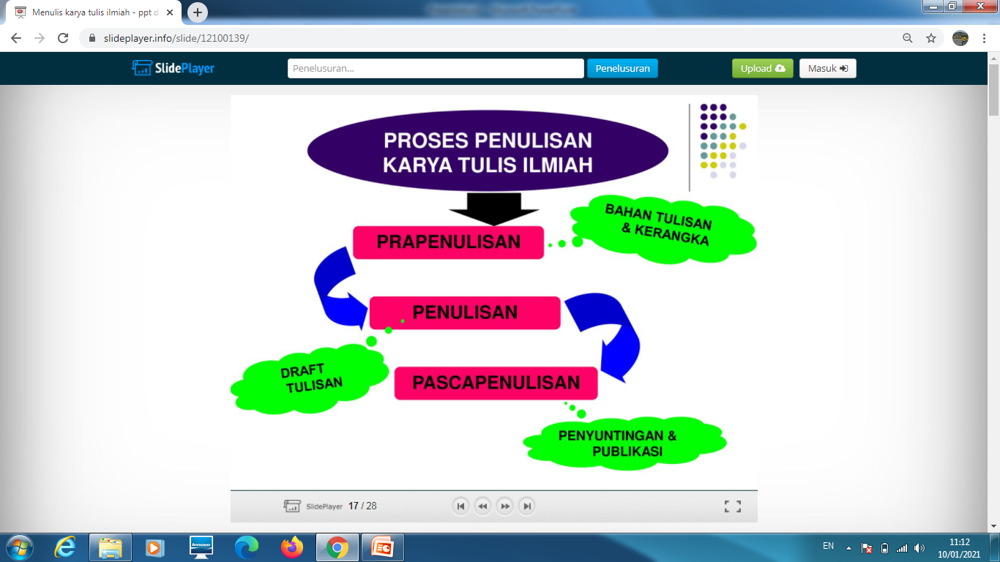 Menulis karya tulis ilmiah - ppt d
slideplayer.info/slide/12100139/
SlidePlayer
Penelusuran...
Penelusuran
Upload
Masuk
PROSES PENULISAN
KARYA TULIS ILMIAH
BAHAN TULISAN
& KERANGKA
PRAPENULISAN
PENULISAN
DRAFT
TULISAN
PASCAPENULISAN
PENYUNTINGAN &
PUBLIKASI
SlidePlayer 17 / 28
lenovo
EN
11:12
10/01/2021